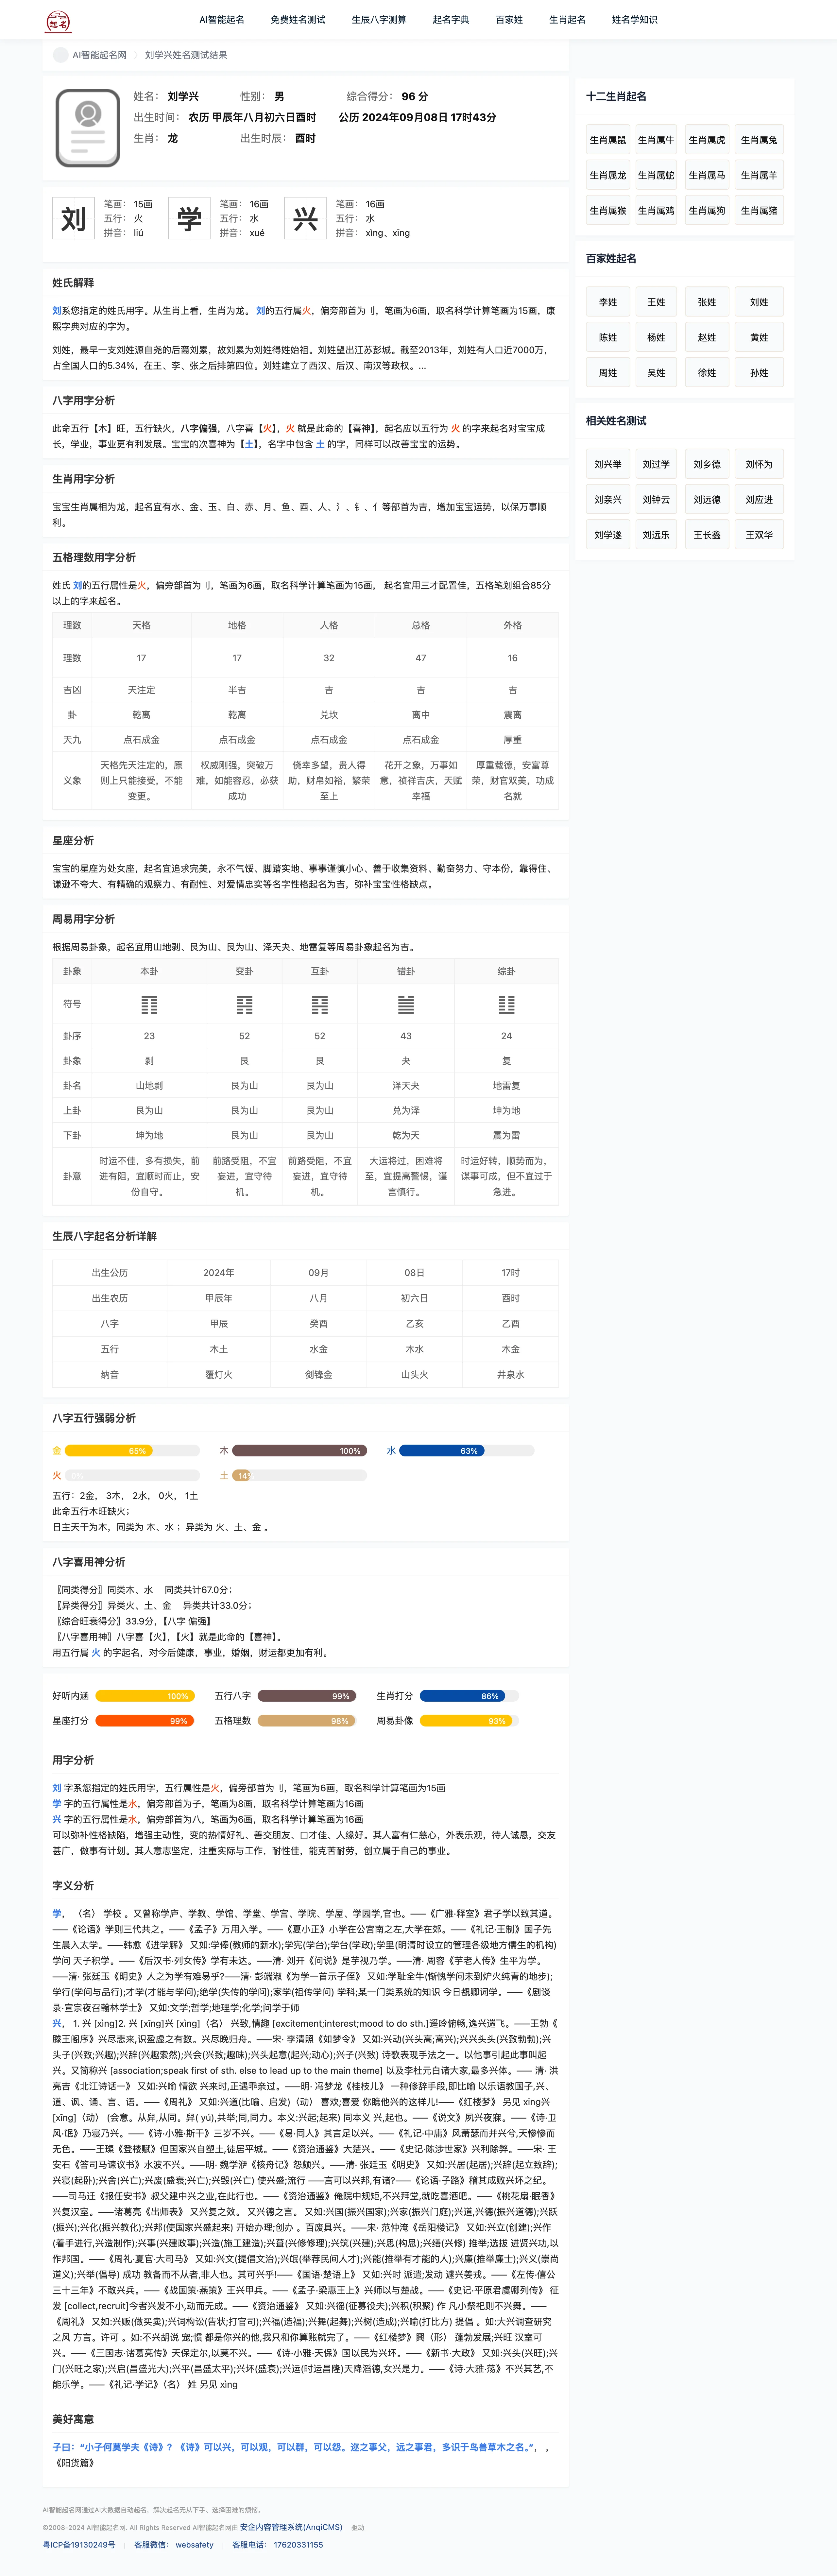 起名
AI智能起名 免费姓名测试 生辰八字测算 起名字典 百家姓 生肖起名 姓名学知识
AI智能起名网 刘学兴姓名测试结果
姓名： 刘学兴 性别： 男 综合得分： 96 分
出生时间： 农历 甲辰年八月初六日酉时 公历 2024年09月08日 17时43分
生肖： 龙 出生时辰： 酉时
刘 笔画： 15画 五行： 火 拼音： liú
学 笔画： 16画 五行： 水 拼音： xué
兴 笔画： 16画 五行： 水 拼音： xìng、xīng
姓氏解释
刘系您指定的姓氏用字。从生肖上看，生肖为龙。 刘的五行属火，偏旁部首为刂，笔画为6画，取名科学计算笔画为15画，康
熙字典对应的字为。
刘姓，最早一支刘姓源自尧的后裔刘累，故刘累为刘姓得姓始祖。刘姓望出江苏彭城。截至2013年，刘姓有人口近7000万，
占全国人口的5.34%，在王、李、张之后排第四位。刘姓建立了西汉、后汉、南汉等政权。...
八字用字分析
此命五行【木】旺，五行缺火，八字偏强，八字喜【火】，火 就是此命的【喜神】，起名应以五行为 火 的字来起名对宝宝成
长，学业，事业更有利发展。宝宝的次喜神为【土】，名字中包含 土 的字，同样可以改善宝宝的运势。
生肖用字分析
宝宝生肖属相为龙，起名宜有水、金、玉、白、赤、月、鱼、酉、人、氵、钅、亻等部首为吉，增加宝宝运势，以保万事顺
利。
五格理数用字分析
姓氏 刘的五行属性是火，偏旁部首为刂，笔画为6画，取名科学计算笔画为15画， 起名宜用三才配置佳，五格笔划组合85分
以上的字来起名。
理数 天格 地格 人格 总格 外格
理数 17 17 32 47 16
吉凶 天注定 半吉 吉 吉 吉
卦 乾离 乾离 兑坎 离中 震离
天九 点石成金 点石成金 点石成金 点石成金 厚重
义象 天格先天注定的，原则上只能接受，不能变更。 权威刚强，突破万难，如能容忍，必获成功 侥幸多望，贵人得助，财帛如裕，繁荣至上 花开之象，万事如意，祯祥吉庆，天赋幸福 厚重载德，安富尊荣，财官双美，功成名就
星座分析
宝宝的星座为处女座，起名宜追求完美，永不气馁、脚踏实地、事事谨慎小心、善于收集资料、勤奋努力、守本份，靠得住、
谦逊不夸大、有精确的观察力、有耐性、对爱情忠实等名字性格起名为吉，弥补宝宝性格缺点。
周易用字分析
根据周易卦象，起名宜用山地剥、艮为山、艮为山、泽天夬、地雷复等周易卦象起名为吉。
卦象 本卦 变卦 互卦 错卦 综卦
符号 ䷖ ䷳ ䷳ ䷪ ䷗
卦序 23 52 52 43 24
卦象 剥 艮 艮 夬 复
卦名 山地剥 艮为山 艮为山 泽天夬 地雷复
上卦 艮为山 艮为山 艮为山 兑为泽 坤为地
下卦 坤为地 艮为山 艮为山 乾为天 震为雷
卦意 时运不佳，多有损失，前进有阻，宜顺时而止，安份自守。 前路受阻，不宜妄进，宜守待机。 前路受阻，不宜妄进，宜守待机。 大运将过，困难将至，宜提高警惕，谨言慎行。 时运好转，顺势而为，谋事可成，但不宜过于急进。
生辰八字起名分析详解
出生公历 2024年 09月 08日 17时
出生农历 甲辰年 八月 初六日 酉时
八字 甲辰 癸酉 乙亥 乙酉
五行 木土 水金 木水 木金
纳音 覆灯火 剑锋金 山头火 井泉水
八字五行强弱分析
金 65% 木 100% 水 63%
火 0% 土 14%
五行：2金， 3木， 2水， 0火， 1土
此命五行木旺缺火；
日主天干为木，同类为 木、水 ；异类为 火、土、金 。
八字喜用神分析
〖同类得分〗同类木、水 同类共计67.0分；
〖异类得分〗异类火、土、金 异类共计33.0分；
〖综合旺衰得分〗33.9分，【八字 偏强】
〖八字喜用神〗八字喜【火】，【火】就是此命的【喜神】。
用五行属 火 的字起名，对今后健康，事业，婚姻，财运都更加有利。
好听内涵 100% 五行八字 99% 生肖打分 86%
星座打分 99% 五格理数 98% 周易卦像 93%
用字分析
刘 字系您指定的姓氏用字，五行属性是火，偏旁部首为刂，笔画为6画，取名科学计算笔画为15画
学 字的五行属性是水，偏旁部首为子，笔画为8画，取名科学计算笔画为16画
兴 字的五行属性是水，偏旁部首为八，笔画为6画，取名科学计算笔画为16画
可以弥补性格缺陷，增强主动性，变的热情好礼、善交朋友、口才佳、人缘好。其人富有仁慈心，外表乐观，待人诚恳，交友
甚广，做事有计划。其人意志坚定，注重实际与工作，耐性佳，能克苦耐劳，创立属于自己的事业。
字义分析
学， 〈名〉 学校 。又曾称学庐、学教、学馆、学堂、学宫、学院、学屋、学园学,官也。——《广雅·释室》君子学以致其道。
——《论语》学则三代共之。——《孟子》万用入学。——《夏小正》小学在公宫南之左,大学在郊。——《礼记·王制》国子先
生晨入太学。——韩愈《进学解》 又如:学俸(教师的薪水);学宪(学台);学台(学政);学里(明清时设立的管理各级地方儒生的机构)
学问 天子积学。——《后汉书·列女传》学有未达。——清· 刘开《问说》是芋视乃学。——清· 周容《芋老人传》生平为学。
——清· 张廷玉《明史》人之为学有难易乎?——清· 彭端淑《为学一首示子侄》 又如:学耻全牛(惭愧学问未到炉火纯青的地步);
学行(学问与品行);才学(才能与学问);绝学(失传的学问);家学(祖传学问) 学科;某一门类系统的知识 今日觑卿词学。——《剧谈
录·宣宗夜召翰林学士》 又如:文学;哲学;地理学;化学;问学于师
兴， 1. 兴 [xìng]2. 兴 [xīng]兴 [xìng]〈名〉 兴致,情趣 [excitement;interest;mood to do sth.]遥吟俯畅,逸兴遄飞。——王勃《
滕王阁序》兴尽悲来,识盈虚之有数。兴尽晚归舟。——宋· 李清照《如梦令》 又如:兴动(兴头高;高兴);兴兴头头(兴致勃勃);兴
头子(兴致;兴趣);兴辞(兴趣索然);兴会(兴致;趣味);兴头起意(起兴;动心);兴子(兴致) 诗歌表现手法之一。以他事引起此事叫起
兴。又简称兴 [association;speak first of sth. else to lead up to the main theme] 以及李杜元白诸大家,最多兴体。—— 清· 洪
亮吉《北江诗话一》 又如:兴喻 情欲 兴来时,正遇乖亲过。——明· 冯梦龙《桂枝儿》 一种修辞手段,即比喻 以乐语教国子,兴、
道、讽、诵、言、语。——《周礼》 又如:兴道(比喻、启发)〈动〉 喜欢;喜爱 你瞧他兴的这样儿!——《红楼梦》 另见 xīng兴
[xīng]〈动〉 (会意。从舁,从同。舁( yú),共举;同,同力。本义:兴起;起来) 同本义 兴,起也。——《说文》夙兴夜寐。——《诗·卫
风·氓》乃寝乃兴。——《诗·小雅·斯干》三岁不兴。——《易·同人》其言足以兴。——《礼记·中庸》风萧瑟而并兴兮,天惨惨而
无色。——王璨《登楼赋》但国家兴自塑土,徒居平城。——《资治通鉴》大楚兴。——《史记·陈涉世家》兴利除弊。——宋· 王
安石《答司马谏议书》水波不兴。——明· 魏学洢《核舟记》怨颇兴。——清· 张廷玉《明史》 又如:兴居(起居);兴辞(起立致辞);
兴寝(起卧);兴舍(兴亡);兴废(盛衰;兴亡);兴毁(兴亡) 使兴盛;流行 ——言可以兴邦,有诸?——《论语·子路》稽其成败兴坏之纪。
——司马迁《报任安书》叔父建中兴之业,在此行也。——《资治通鉴》俺院中规矩,不兴拜堂,就吃喜酒吧。——《桃花扇·眠香》
兴复汉室。——诸葛亮《出师表》 又兴复之效。 又兴德之言。 又如:兴国(振兴国家);兴家(振兴门庭);兴道,兴德(振兴道德);兴跃
(振兴);兴化(振兴教化);兴邦(使国家兴盛起来) 开始办理;创办 。百废具兴。——宋· 范仲淹《岳阳楼记》 又如:兴立(创建);兴作
(着手进行,兴造制作);兴事(兴建政事);兴造(施工建造);兴葺(兴修修理);兴筑(兴建);兴思(构思);兴缮(兴修) 推举;选拔 进贤兴功,以
作邦国。——《周礼·夏官·大司马》 又如:兴文(提倡文治);兴氓(举荐民间人才);兴能(推举有才能的人);兴廉(推举廉士);兴义(崇尚
道义);兴举(倡导) 成功 教备而不从者,非人也。其可兴乎!——《国语·楚语上》 又如:兴时 派遣;发动 遽兴姜戎。——《左传·僖公
三十三年》不敢兴兵。——《战国策·燕策》王兴甲兵。——《孟子·梁惠王上》兴师以与楚战。——《史记·平原君虞卿列传》 征
发 [collect,recruit]今者兴发不小,动而无成。——《资治通鉴》 又如:兴徭(征募役夫);兴积(积聚) 作 凡小祭祀则不兴舞。——
《周礼》 又如:兴贩(做买卖);兴词构讼(告状;打官司);兴福(造福);兴舞(起舞);兴树(造成);兴喻(打比方) 提倡 。如:大兴调查研究
之风 方言。许可 。如:不兴胡说 宠;惯 都是你兴的他,我只和你算账就完了。——《红楼梦》興〈形〉 蓬勃发展;兴旺 汉室可
兴。——《三国志·诸葛亮传》天保定尔,以莫不兴。——《诗·小雅·天保》国以民为兴坏。——《新书·大政》 又如:兴头(兴旺);兴
门(兴旺之家);兴启(昌盛光大);兴平(昌盛太平);兴坏(盛衰);兴运(时运昌隆)天降滔德,女兴是力。——《诗·大雅·荡》不兴其艺,不
能乐学。——《礼记·学记》〈名〉 姓 另见 xìng
美好寓意
子曰：“小子何莫学夫《诗》？《诗》可以兴，可以观，可以群，可以怨。迩之事父，远之事君，多识于鸟兽草木之名。”， ，
《阳货篇》
十二生肖起名
生肖属鼠 生肖属牛 生肖属虎 生肖属兔
生肖属龙 生肖属蛇 生肖属马 生肖属羊
生肖属猴 生肖属鸡 生肖属狗 生肖属猪
百家姓起名
李姓 王姓 张姓 刘姓
陈姓 杨姓 赵姓 黄姓
周姓 吴姓 徐姓 孙姓
相关姓名测试
刘兴举 刘过学 刘乡德 刘怀为
刘亲兴 刘钟云 刘远德 刘应进
刘学遂 刘远乐 王长鑫 王双华
AI智能起名网通过AI大数据自动起名，解决起名无从下手、选择困难的烦恼。
©2008-2024 AI智能起名网. All Rights Reserved AI智能起名网由 安企内容管理系统(AnqiCMS) 驱动
粤ICP备19130249号 | 客服微信： websafety | 客服电话： 17620331155